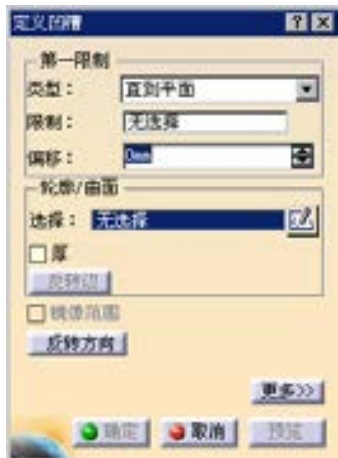 定义凹槽
第一限制
类型： 直到平面
限制： 无选择
偏移： 0mm
轮廓/曲面
选择： 无选择
厚
反转边
镜像范围
反转方向
更多>>
确定 取消 预览